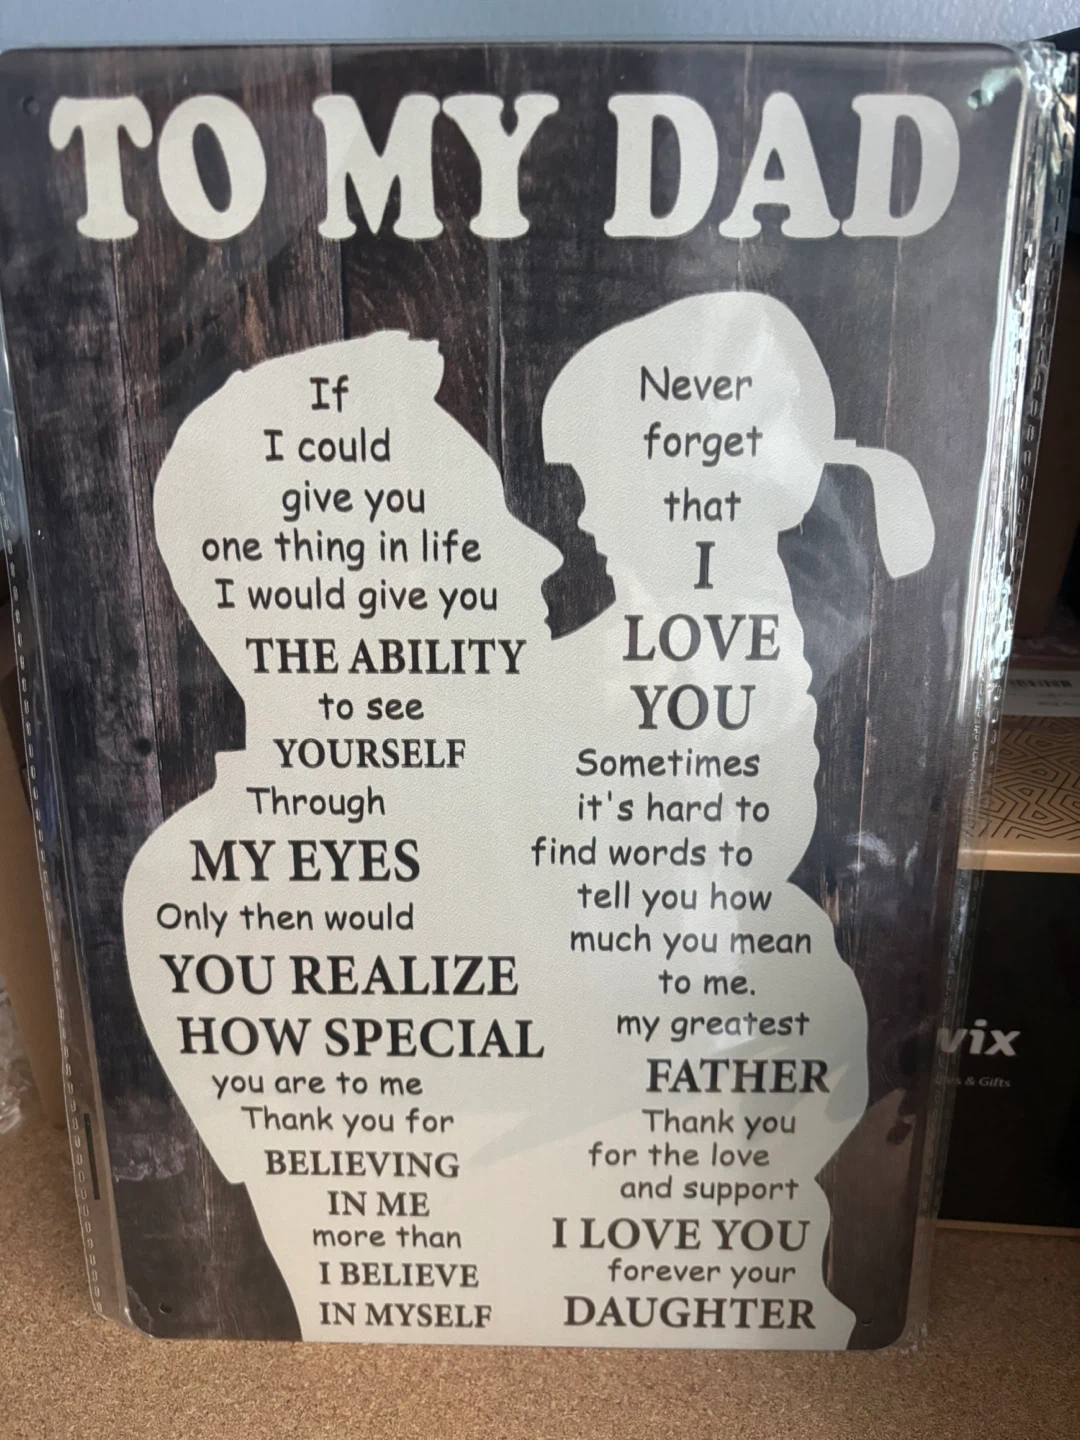 TO MY DAD
If
I could
give you
one thing in life
I would give you
THE ABILITY
to see
YOURSELF
Through
MY EYES
Only then would
YOU REALIZE
HOW SPECIAL
you are to me
Thank you for
BELIEVING
IN ME
more than
I BELIEVE
IN MYSELF
Never
forget
that
I
LOVE
YOU
Sometimes
it's hard to
find words to
tell you how
much you mean
to me.
my greatest
FATHER
Thank you
for the love
and support
I LOVE YOU
forever your
DAUGHTER
& Gifts